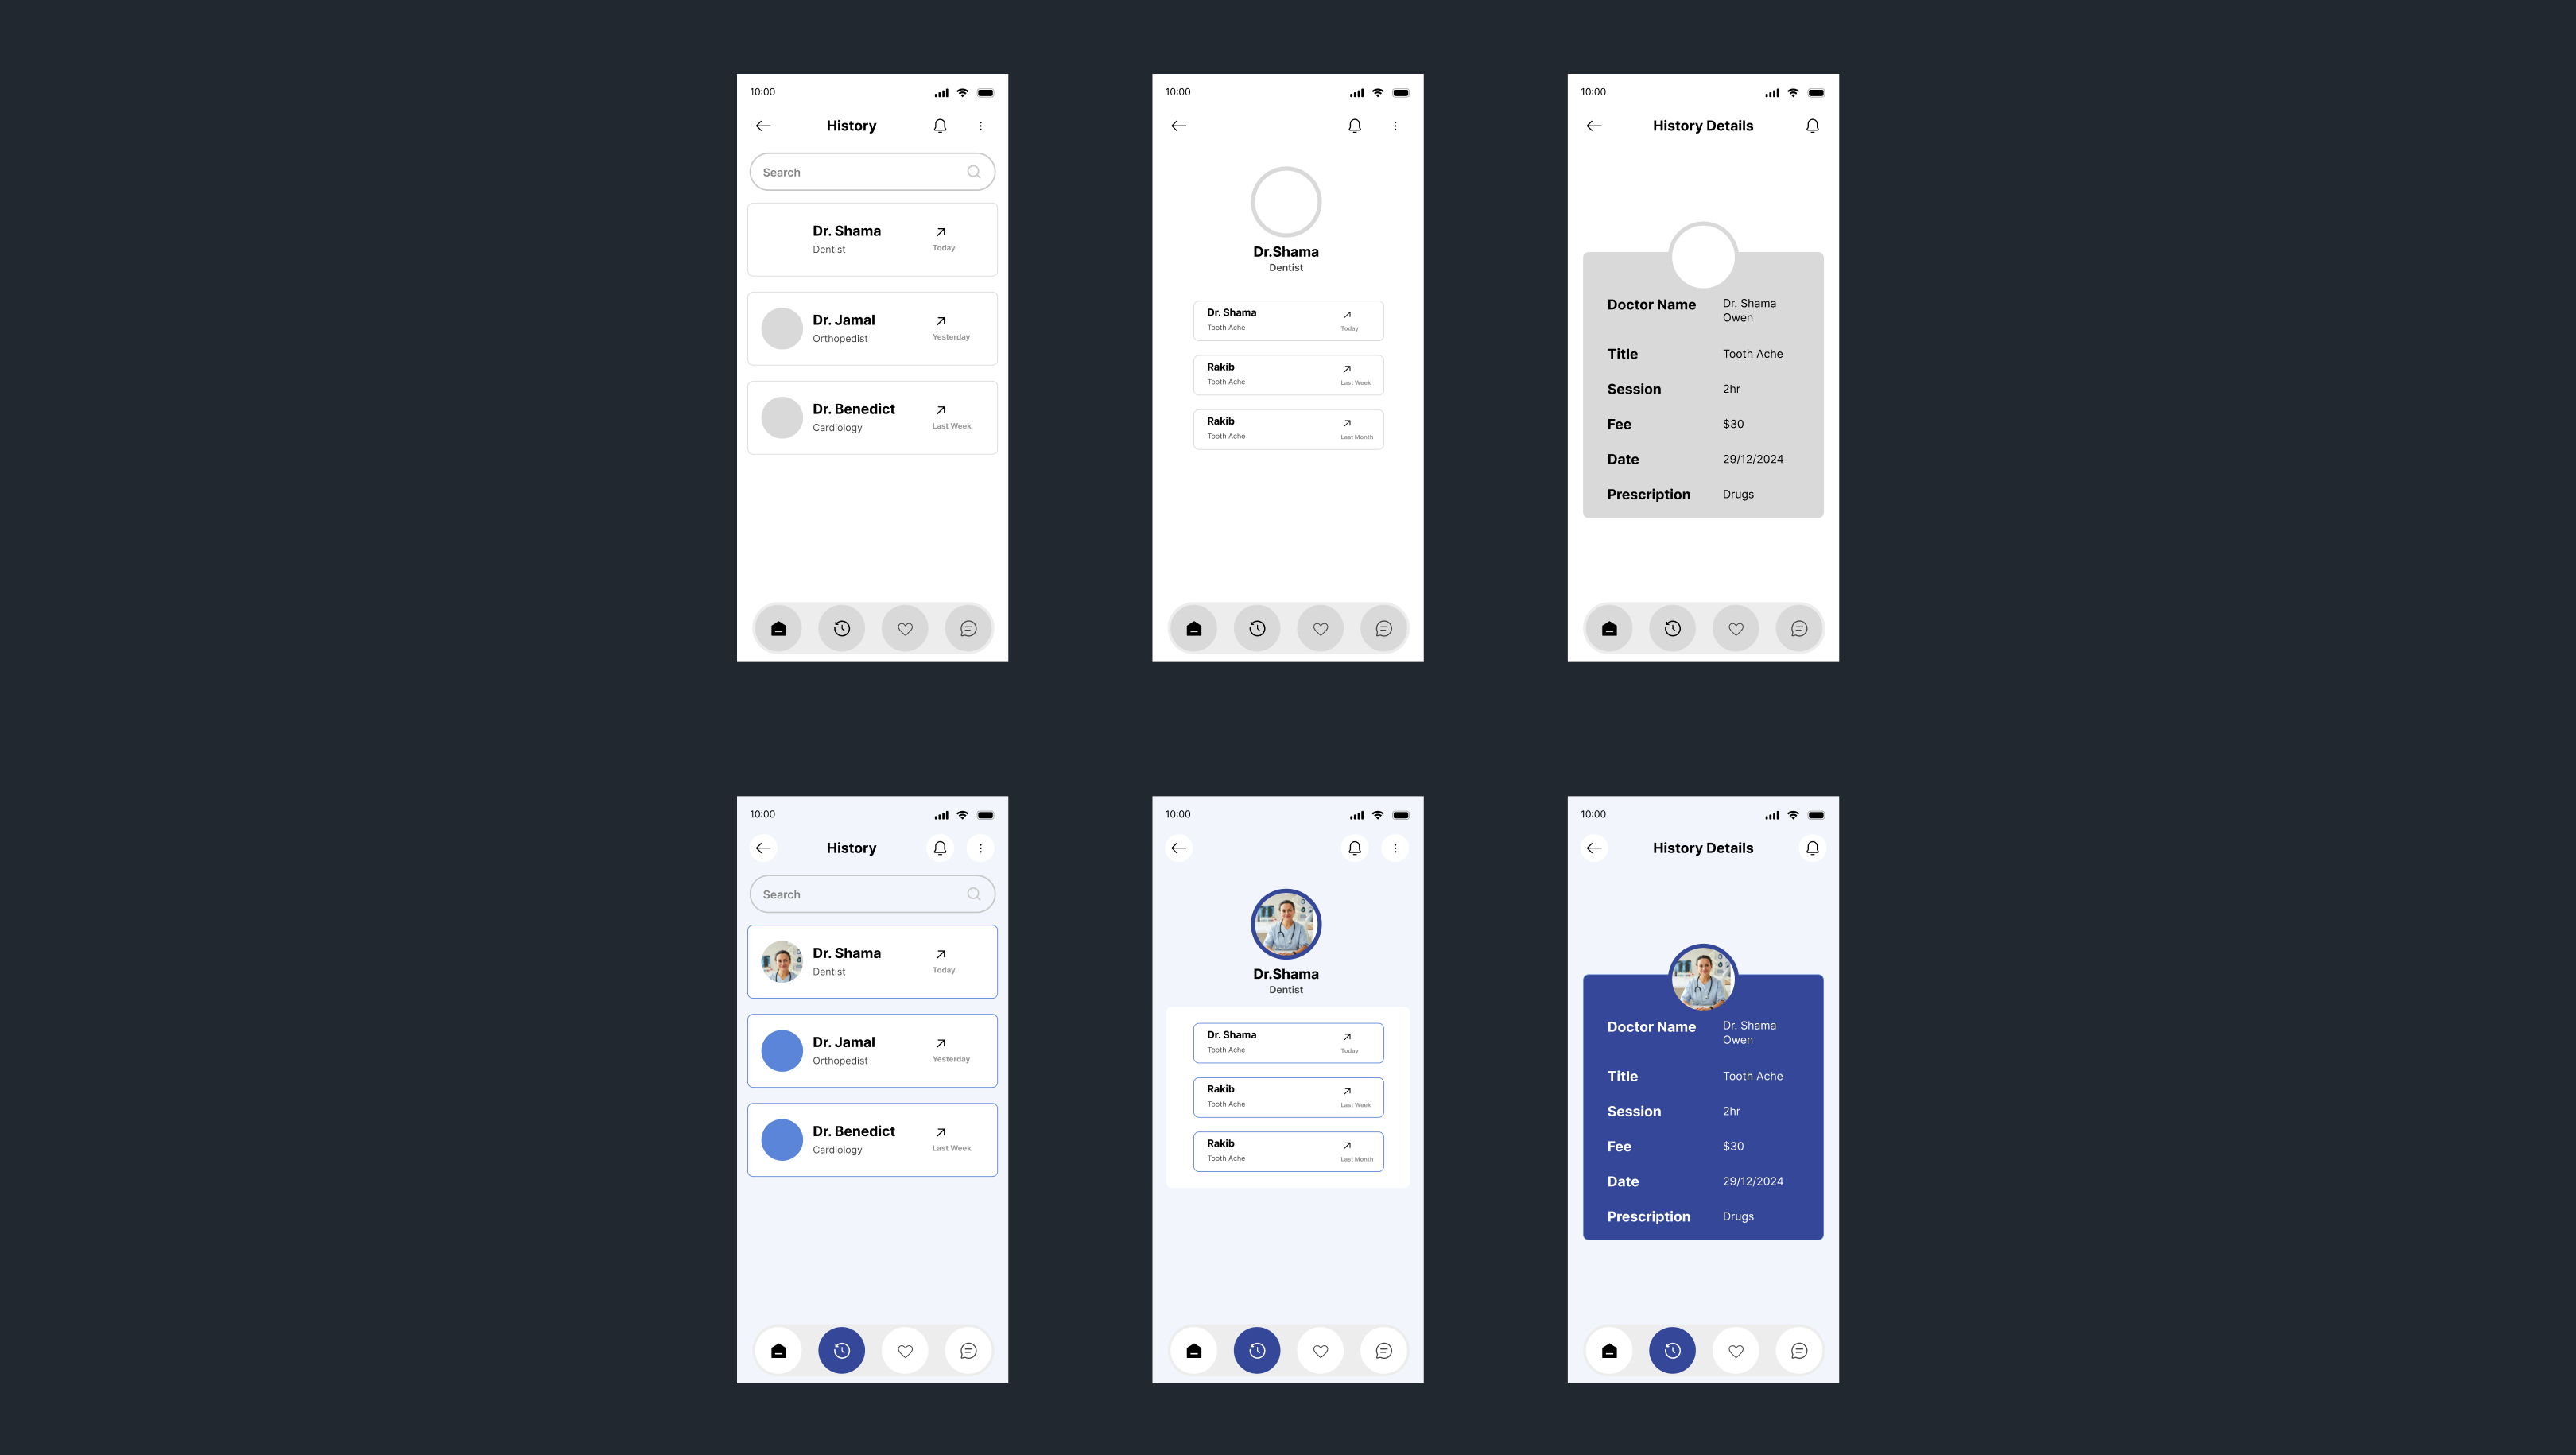 10:00
History
Search
Dr. Shama
Dentist
Today
Dr. Jamal
Orthopedist
Yesterday
Dr. Benedict
Cardiology
Last Week
10:00
Dr.Shama
Dentist
Dr. Shama
Tooth Ache
Today
Rakib
Tooth Ache
Last Week
Rakib
Tooth Ache
Last Month
10:00
History Details
Doctor Name
Dr. Shama
Owen
Title
Tooth Ache
Session
2hr
Fee
$30
Date
29/12/2024
Prescription
Drugs
10:00
History
Search
Dr. Shama
Dentist
Today
Dr. Jamal
Orthopedist
Yesterday
Dr. Benedict
Cardiology
Last Week
10:00
Dr.Shama
Dentist
Dr. Shama
Tooth Ache
Today
Rakib
Tooth Ache
Last Week
Rakib
Tooth Ache
Last Month
10:00
History Details
Doctor Name
Dr. Shama
Owen
Title
Tooth Ache
Session
2hr
Fee
$30
Date
29/12/2024
Prescription
Drugs